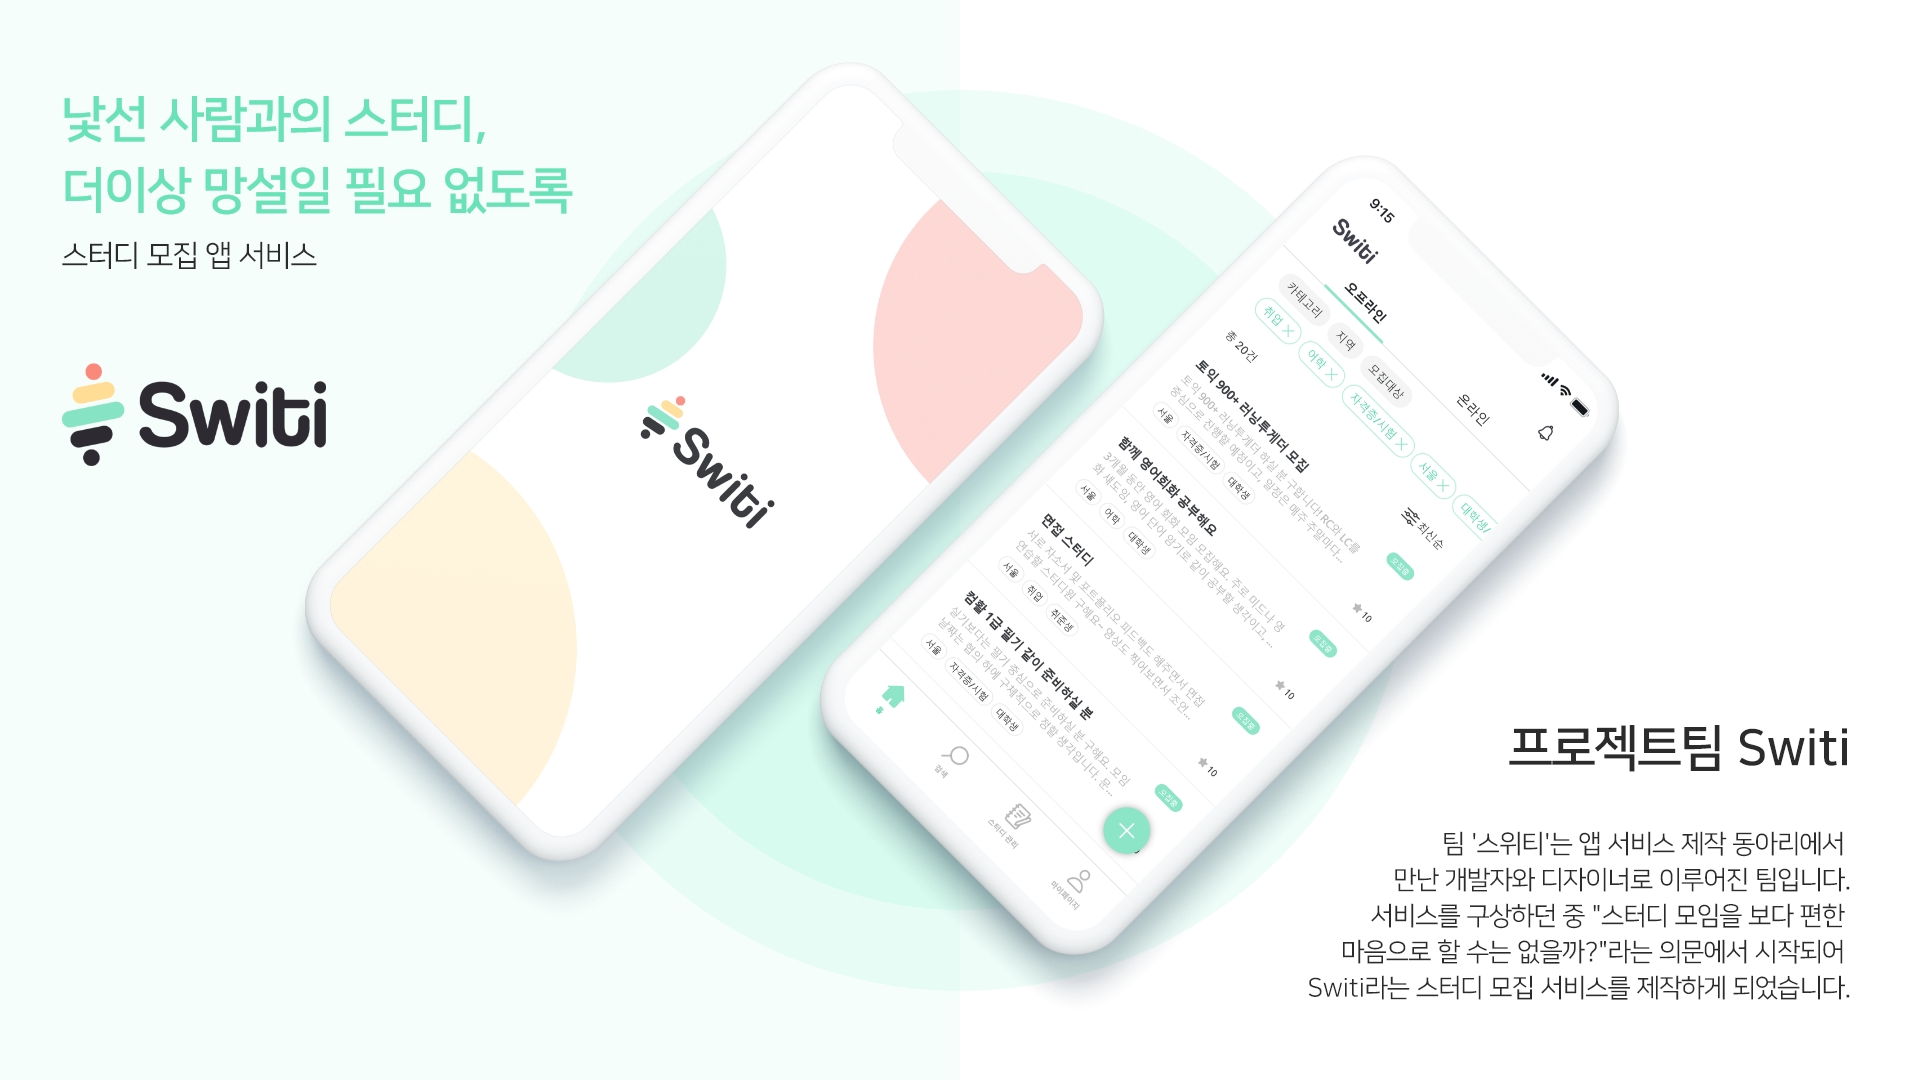 낯선 사람과의 스터디,
더이상 망설일 필요 없도록
스터디 모집 앱 서비스
Switi
Switi
9:15
Switi
오프라인
온라인
카테고리
지역
모집대상
취업
어학
자격증/시험
서울
대학생/
총 20건
최신순
토익 900+ 러닝투게더 모집
모집중
토익 900+ 러닝투게더 하실 분 구합니다! RC와 LC를
중심으로 진행할 예정이고, 일정은 매주 주말마다...
서울
자격증/시험
대학생
10
함께 영어회화 공부해요
모집중
3개월 동안 영어 회화 모임 모집해요. 주로 미드나 영
화 섀도잉, 영어 단어 암기로 같이 공부할 생각이고, ...
서울
어학
대학생
10
면접 스터디
모집중
서로 자소서 및 포트폴리오 피드백도 해주면서 면접
연습할 스터디원 구해요~ 영상도 찍어보면서 조언...
서울
취업
취준생
10
컴활 1급 필기 같이 준비하실 분
모집중
실기보다는 필기 중심으로 준비하실 분 구해요. 모임
날짜는 협의 하에 구체적으로 정할 생각입니다. 문...
서울
자격증/시험
대학생
홈
검색
스터디 관리
마이페이지
프로젝트팀 Switi
팀 '스위티'는 앱 서비스 제작 동아리에서
만난 개발자와 디자이너로 이루어진 팀입니다.
서비스를 구상하던 중 "스터디 모임을 보다 편한
마음으로 할 수는 없을까?"라는 의문에서 시작되어
Switi라는 스터디 모집 서비스를 제작하게 되었습니다.